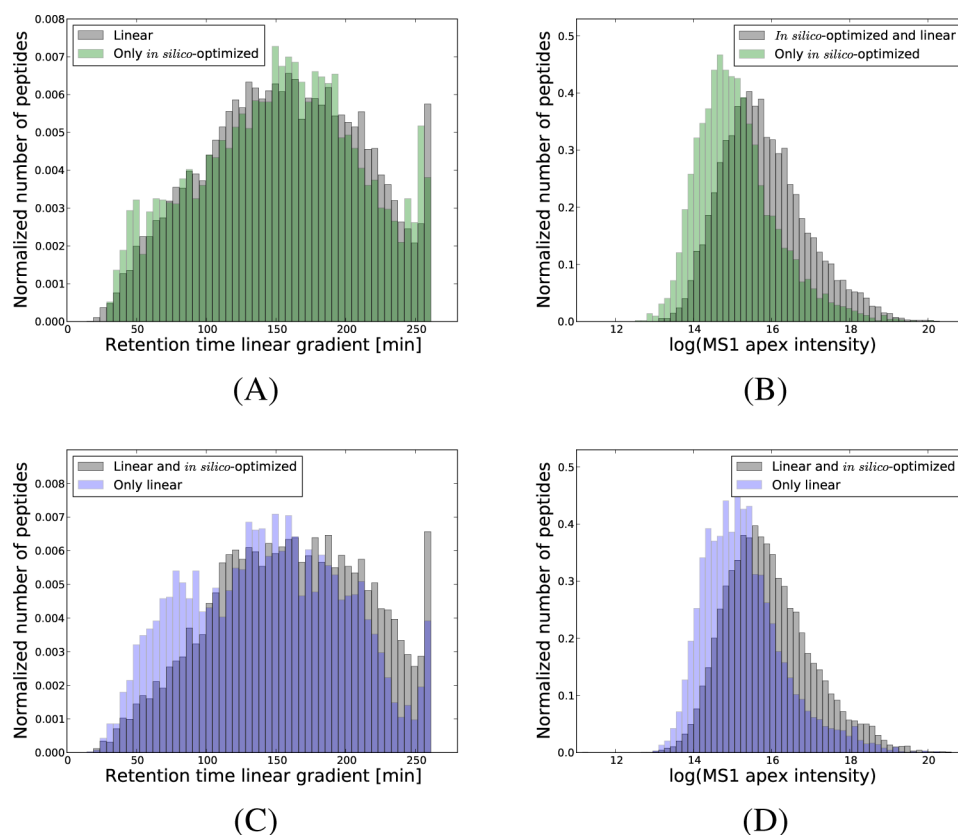 Linear
Only in silico-optimized
Normalized number of peptides
0.008
0.007
0.006
0.005
0.004
0.003
0.002
0.001
0.000
0 50 100 150 200 250
Retention time linear gradient [min]
(A)
In silico-optimized and linear
Only in silico-optimized
Normalized number of peptides
0.5
0.4
0.3
0.2
0.1
0.0
12 14 16 18 20
log(MS1 apex intensity)
(B)
Linear and in silico-optimized
Only linear
Normalized number of peptides
0.008
0.007
0.006
0.005
0.004
0.003
0.002
0.001
0.000
0 50 100 150 200 250
Retention time linear gradient [min]
(C)
Linear and in silico-optimized
Only linear
Normalized number of peptides
0.5
0.4
0.3
0.2
0.1
0.0
12 14 16 18 20
log(MS1 apex intensity)
(D)